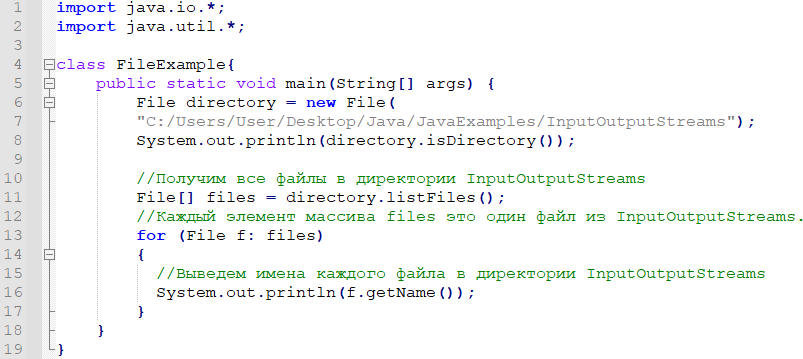 1 import java.io.*;
2 import java.util.*;
3
4 class FileExample{
5     public static void main(String[] args) {
6         File directory = new File(
7         "C:/Users/User/Desktop/Java/JavaExamples/InputOutputStreams");
8         System.out.println(directory.isDirectory());
9
10         //Получим все файлы в директории InputOutputStreams
11         File[] files = directory.listFiles();
12         //Каждый элемент массива files это один файл из InputOutputStreams.
13         for (File f: files)
14         {
15           //Выведем имена каждого файла в директории InputOutputStreams
16           System.out.println(f.getName());
17         }
18     }
19 }